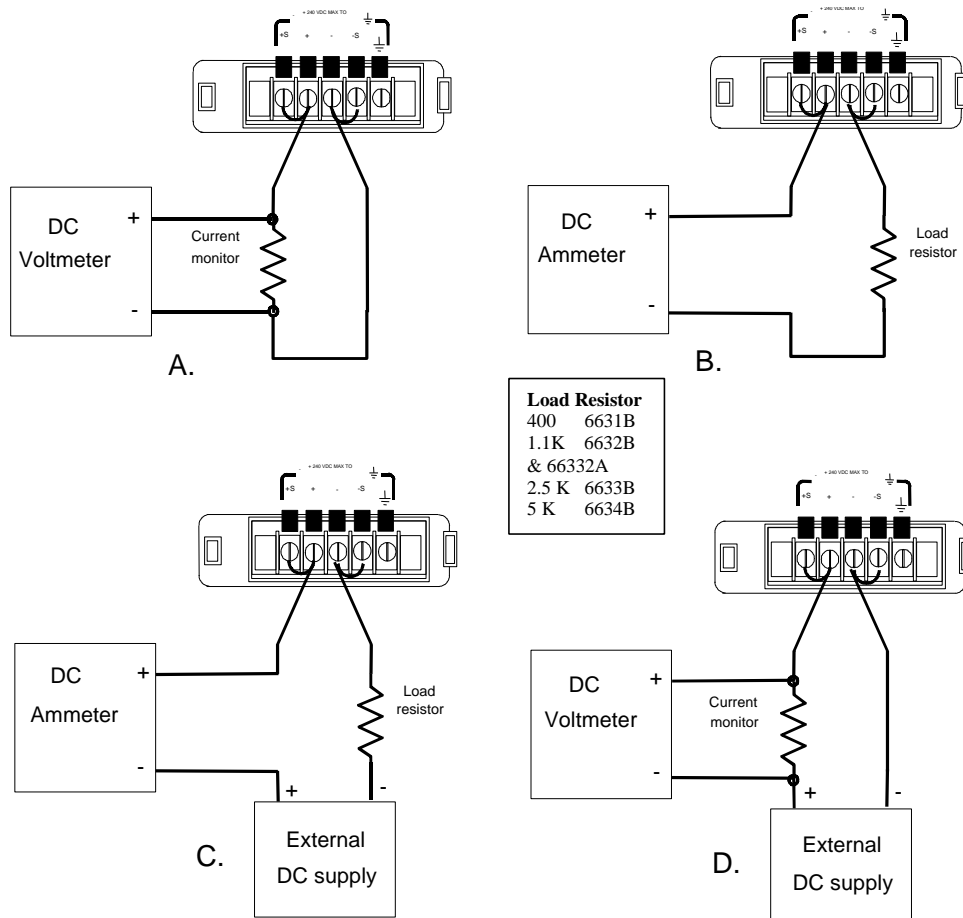 - + 240 VDC MAX TO
+S + - -S
DC
Voltmeter
+
-
Current
monitor
A.
- + 240 VDC MAX TO
+S + - -S
DC
Ammeter
+
-
Load
resistor
B.
Load Resistor
400 6631B
1.1K 6632B
& 66332A
2.5 K 6633B
5 K 6634B
- + 240 VDC MAX TO
+S + - -S
DC
Ammeter
+
-
Load
resistor
+ -
External
DC supply
C.
- + 240 VDC MAX TO
+S + - -S
DC
Voltmeter
+
-
Current
monitor
+ -
External
DC supply
D.